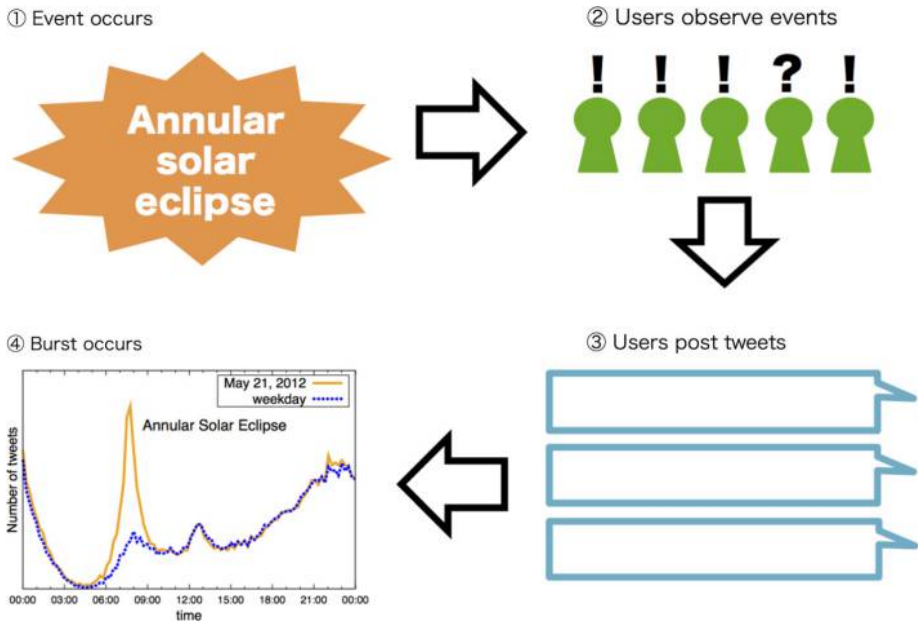 ① Event occurs
Annular
solar
eclipse
② Users observe events
! ! ! ? !
③ Users post tweets
④ Burst occurs
May 21, 2012
weekday
Annular Solar Eclipse
Number of tweets
00:00 03:00 06:00 09:00 12:00 15:00 18:00 21:00 00:00
time